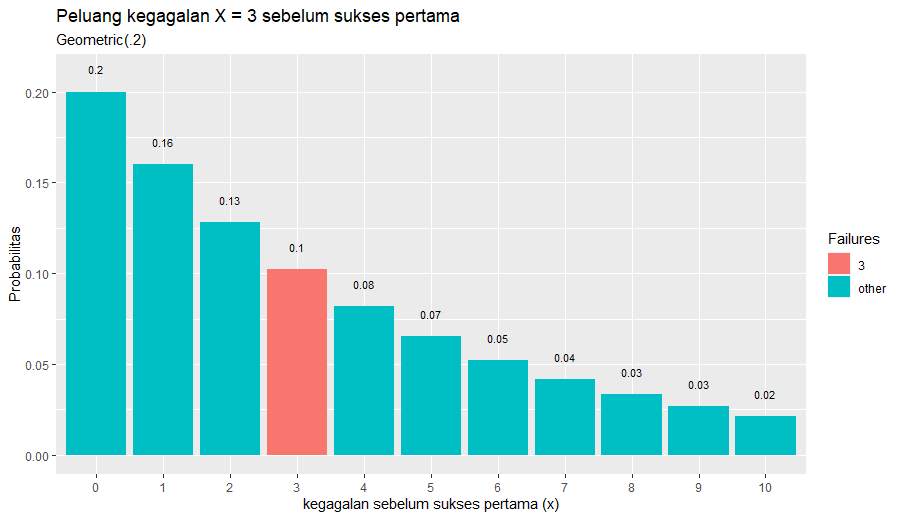 Peluang kegagalan X = 3 sebelum sukses pertama
Geometric(.2)
Probabilitas
0.20
0.15
0.10
0.05
0.00
0.2
0.16
0.13
0.1
0.08
0.07
0.05
0.04
0.03
0.03
0.02
0 1 2 3 4 5 6 7 8 9 10
kegagalan sebelum sukses pertama (x)
Failures
3
other